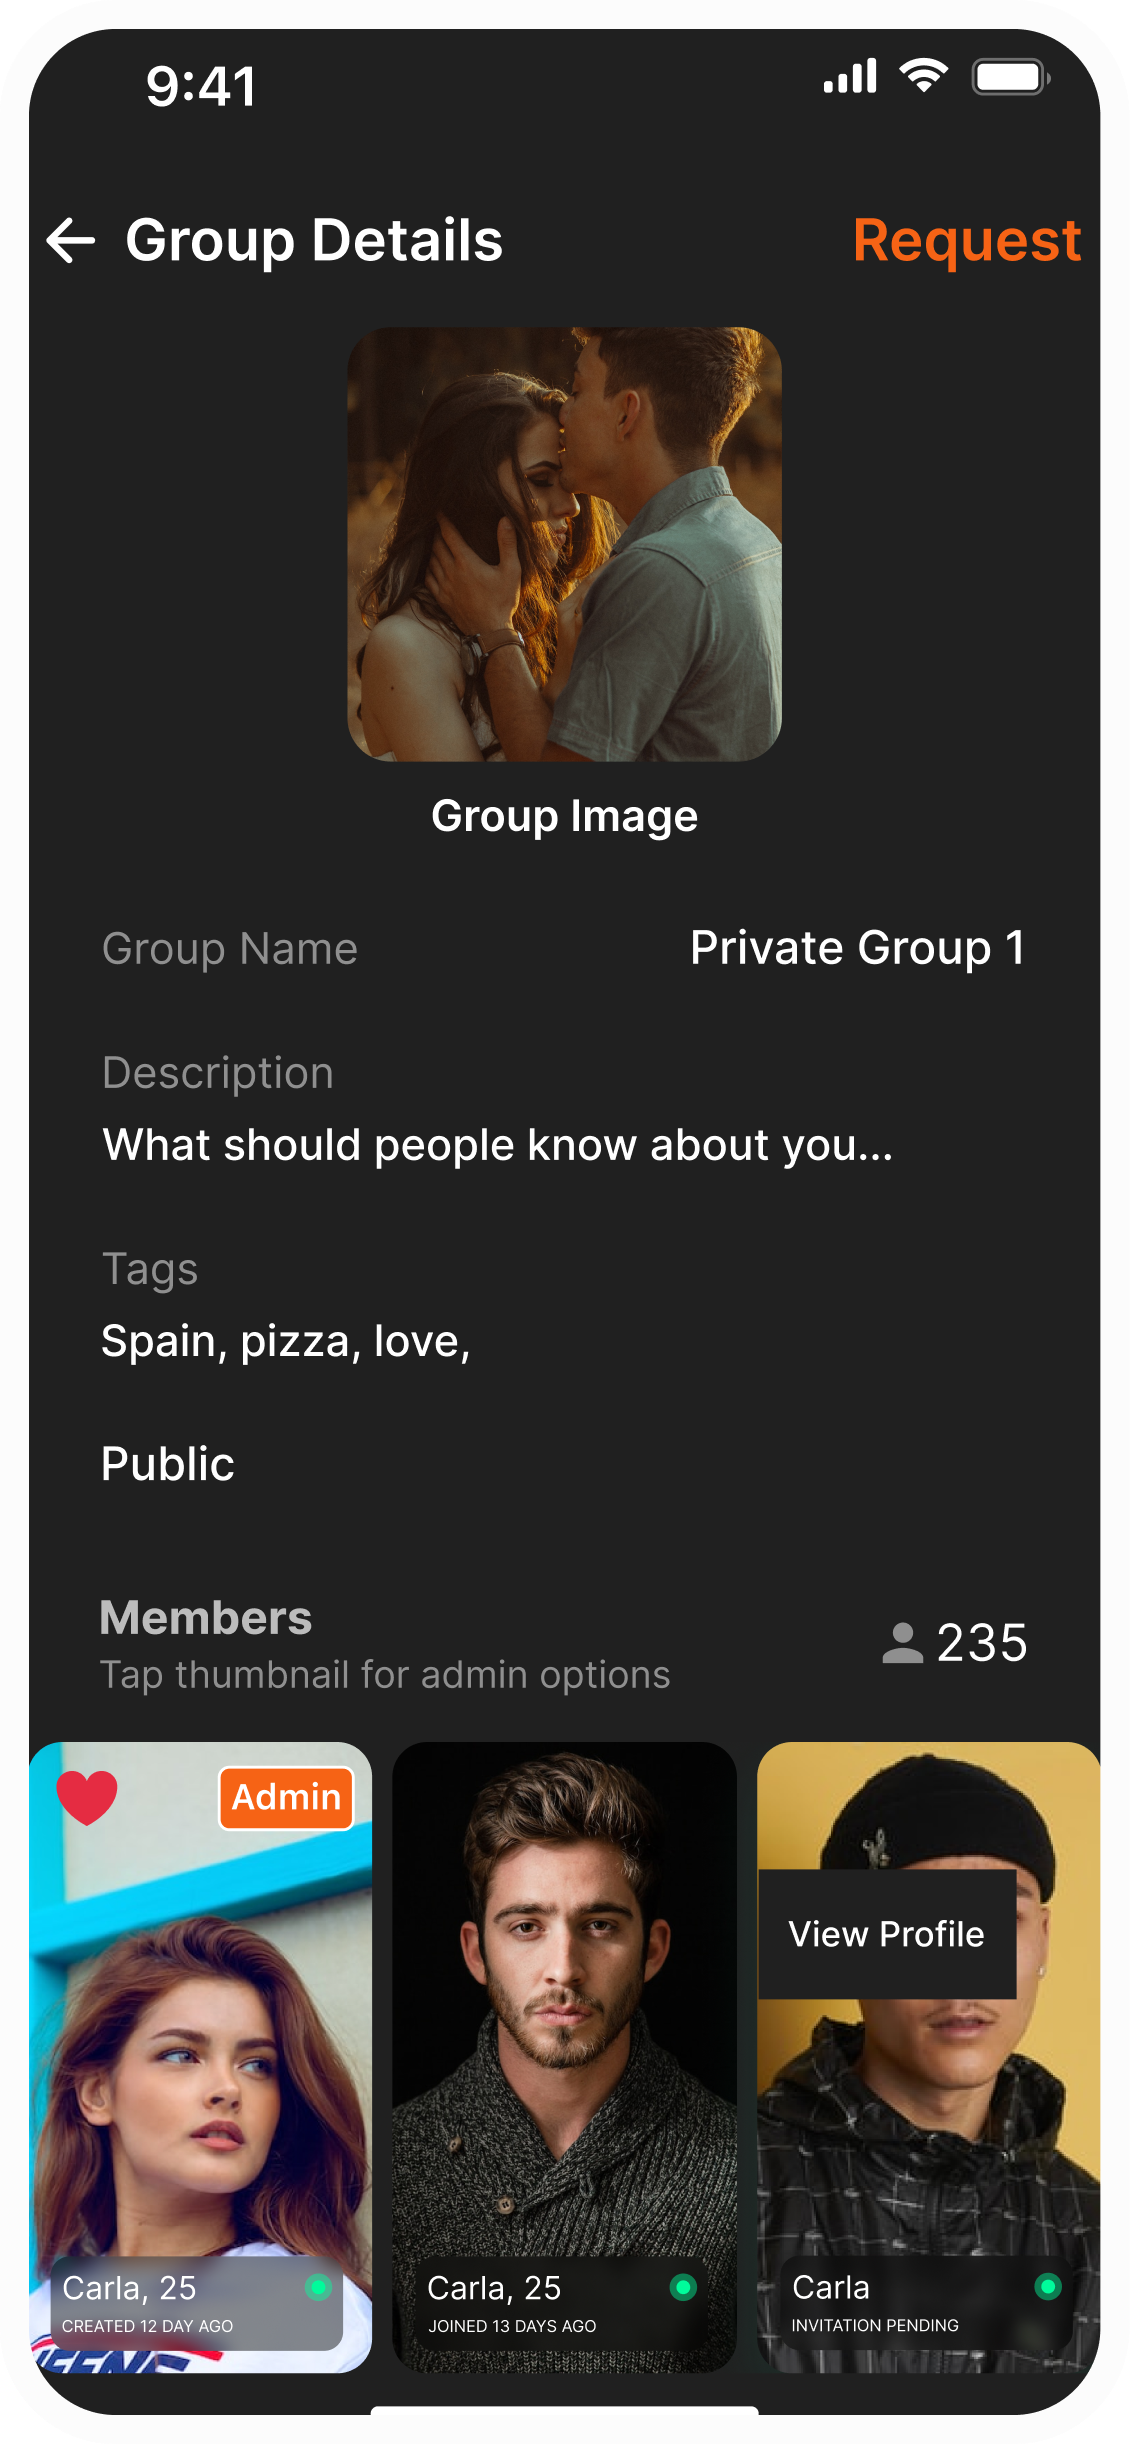 9:41
Group Details
Request
Group Image
Group Name
Private Group 1
Description
What should people know about you...
Tags
Spain, pizza, love,
Public
Members
235
Tap thumbnail for admin options
Admin
View Profile
Carla, 25
CREATED 12 DAY AGO
Carla, 25
JOINED 13 DAYS AGO
Carla
INVITATION PENDING